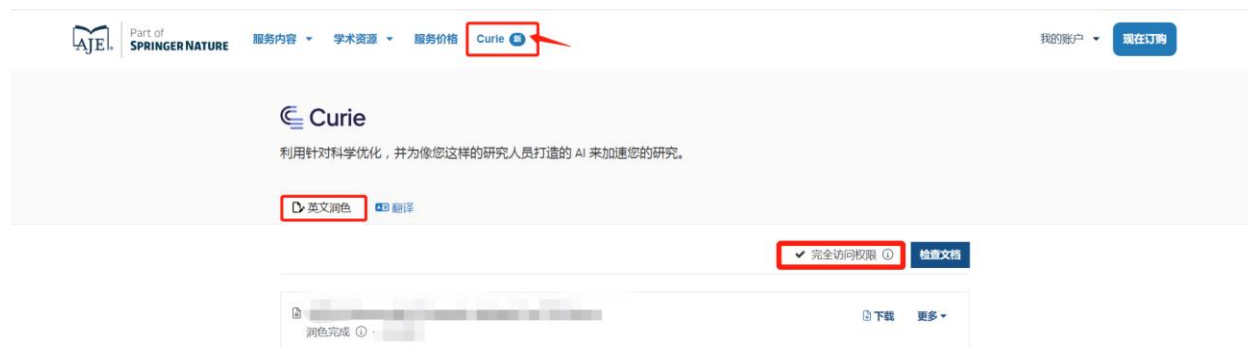 AJE Part of SPRINGER NATURE 服务内容 学术资源 服务价格 Curie 新 我的账户 现在订购
Curie
利用针对科学优化，并为像您这样的研究人员打造的 AI 来加速您的研究。
英文润色 翻译
完全访问权限 检查文档
下载 更多
润色完成